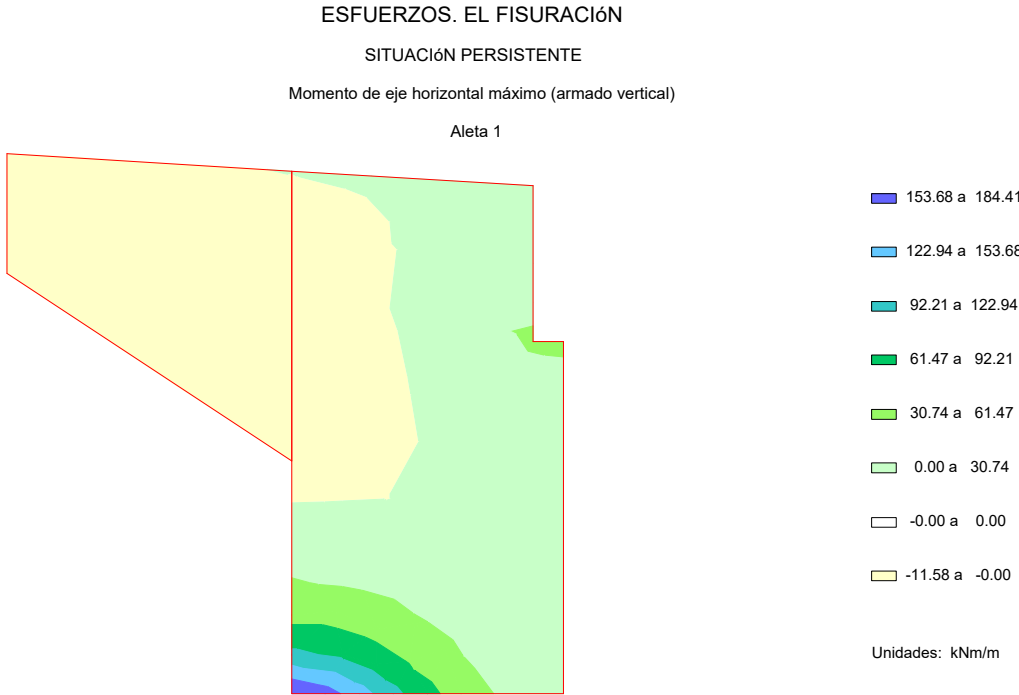 ESFUERZOS. EL FISURACIóN
SITUACIóN PERSISTENTE
Momento de eje horizontal máximo (armado vertical)
Aleta 1
153.68 a 184.41
122.94 a 153.68
92.21 a 122.94
61.47 a 92.21
30.74 a 61.47
0.00 a 30.74
-0.00 a 0.00
-11.58 a -0.00
Unidades: kNm/m